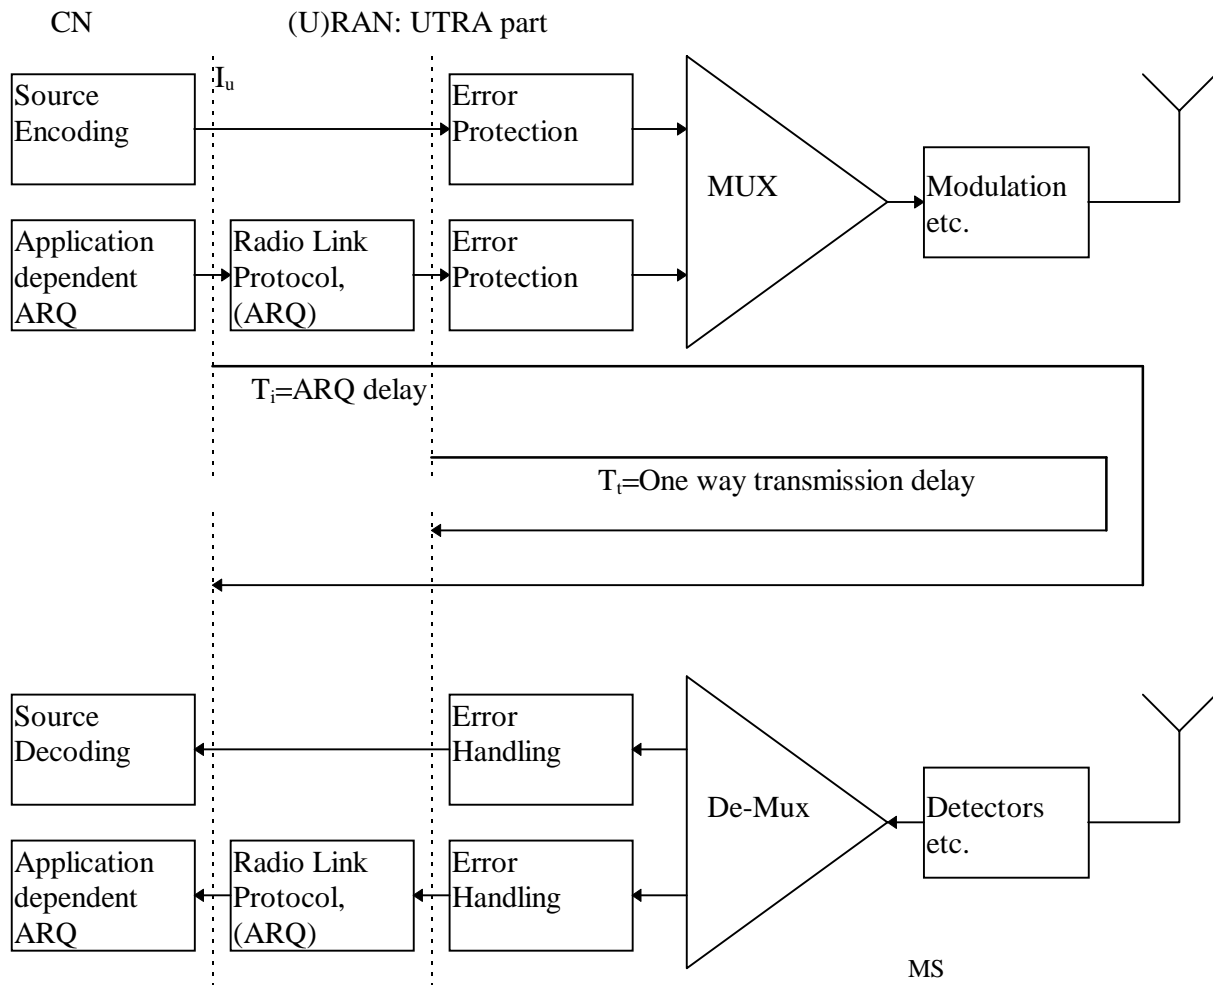 CN
(U)RAN: UTRA part
Iu
Source
Encoding
Error
Protection
MUX
Modulation
etc.
Application
dependent
ARQ
Radio Link
Protocol,
(ARQ)
Error
Protection
Ti=ARQ delay
Tt=One way transmission delay
Source
Decoding
Error
Handling
De-Mux
Detectors
etc.
Application
dependent
ARQ
Radio Link
Protocol,
(ARQ)
Error
Handling
MS